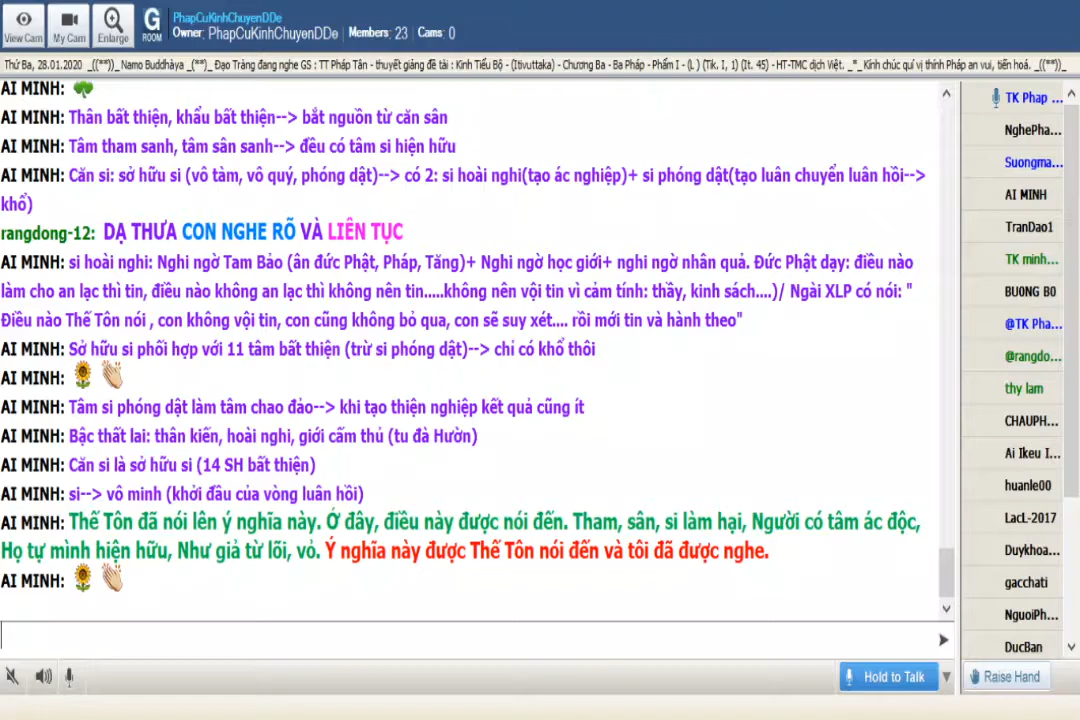 View Cam
My Cam
Enlarge
G
ROOM
PhapCuKinhChuyenDDe
Owner: PhapCuKinhChuyenDDe Members: 23 Cams: 0
Thứ Ba, 28.01.2020 _((**))_ Namo Buddhàya _(**)_ Đạo Tràng đang nghe GS : TT Pháp Tân - thuyết giảng đề tài : Kinh Tiểu Bộ - (Itivuttaka) - Chương Ba - Ba Pháp - Phẩm I - (L ) (Tik. I, 1) (It. 45) - HT-TMC dịch Việt. _*_ Kính chúc quí vị thính Pháp an vui, tiến hoá. _((**))_
AI MINH:
AI MINH: Thân bất thiện, khẩu bất thiện--> bắt nguồn từ căn sân
AI MINH: Tâm tham sanh, tâm sân sanh--> đều có tâm si hiện hữu
AI MINH: Căn si: sở hữu si (vô tàm, vô quý, phóng dật)--> có 2: si hoài nghi(tạo ác nghiệp)+ si phóng dật(tạo luân chuyển luân hồi-->
khổ)
rangdong-12: DẠ THƯA CON NGHE RÕ VÀ LIÊN TỤC
AI MINH: si hoài nghi: Nghi ngờ Tam Bảo (ân đức Phật, Pháp, Tăng)+ Nghi ngờ học giới+ nghi ngờ nhân quả. Đức Phật dạy: điều nào
làm cho an lạc thì tin, điều nào không an lạc thì không nên tin.....không nên vội tin vì cảm tính: thầy, kinh sách....)/ Ngài XLP có nói: "
Điều nào Thế Tôn nói , con không vội tin, con cũng không bỏ qua, con sẽ suy xét.... rồi mới tin và hành theo"
AI MINH: Sở hữu si phối hợp với 11 tâm bất thiện (trừ si phóng dật)--> chỉ có khổ thôi
AI MINH:
AI MINH: Tâm si phóng dật làm tâm chao đảo--> khi tạo thiện nghiệp kết quả cũng ít
AI MINH: Bậc thất lai: thân kiến, hoài nghi, giới cấm thủ (tu đà Hườn)
AI MINH: Căn si là sở hữu si (14 SH bất thiện)
AI MINH: si--> vô minh (khởi đầu của vòng luân hồi)
AI MINH: Thế Tôn đã nói lên ý nghĩa này. Ở đây, điều này được nói đến. Tham, sân, si làm hại, Người có tâm ác độc,
Họ tự mình hiện hữu, Như giả từ lõi, vỏ. Ý nghĩa này được Thế Tôn nói đến và tôi đã được nghe.
AI MINH:
TK Phap ...
NghePha...
Suongma...
AI MINH
TranDao1
TK minh...
BUONG B0
@TK Pha...
@rangdo...
thy lam
CHAUPH...
Ai Ikeu I...
huanle00
LacL-2017
Duykhoa...
gacchati
NguoiPh...
DucBan
Hold to Talk
Raise Hand